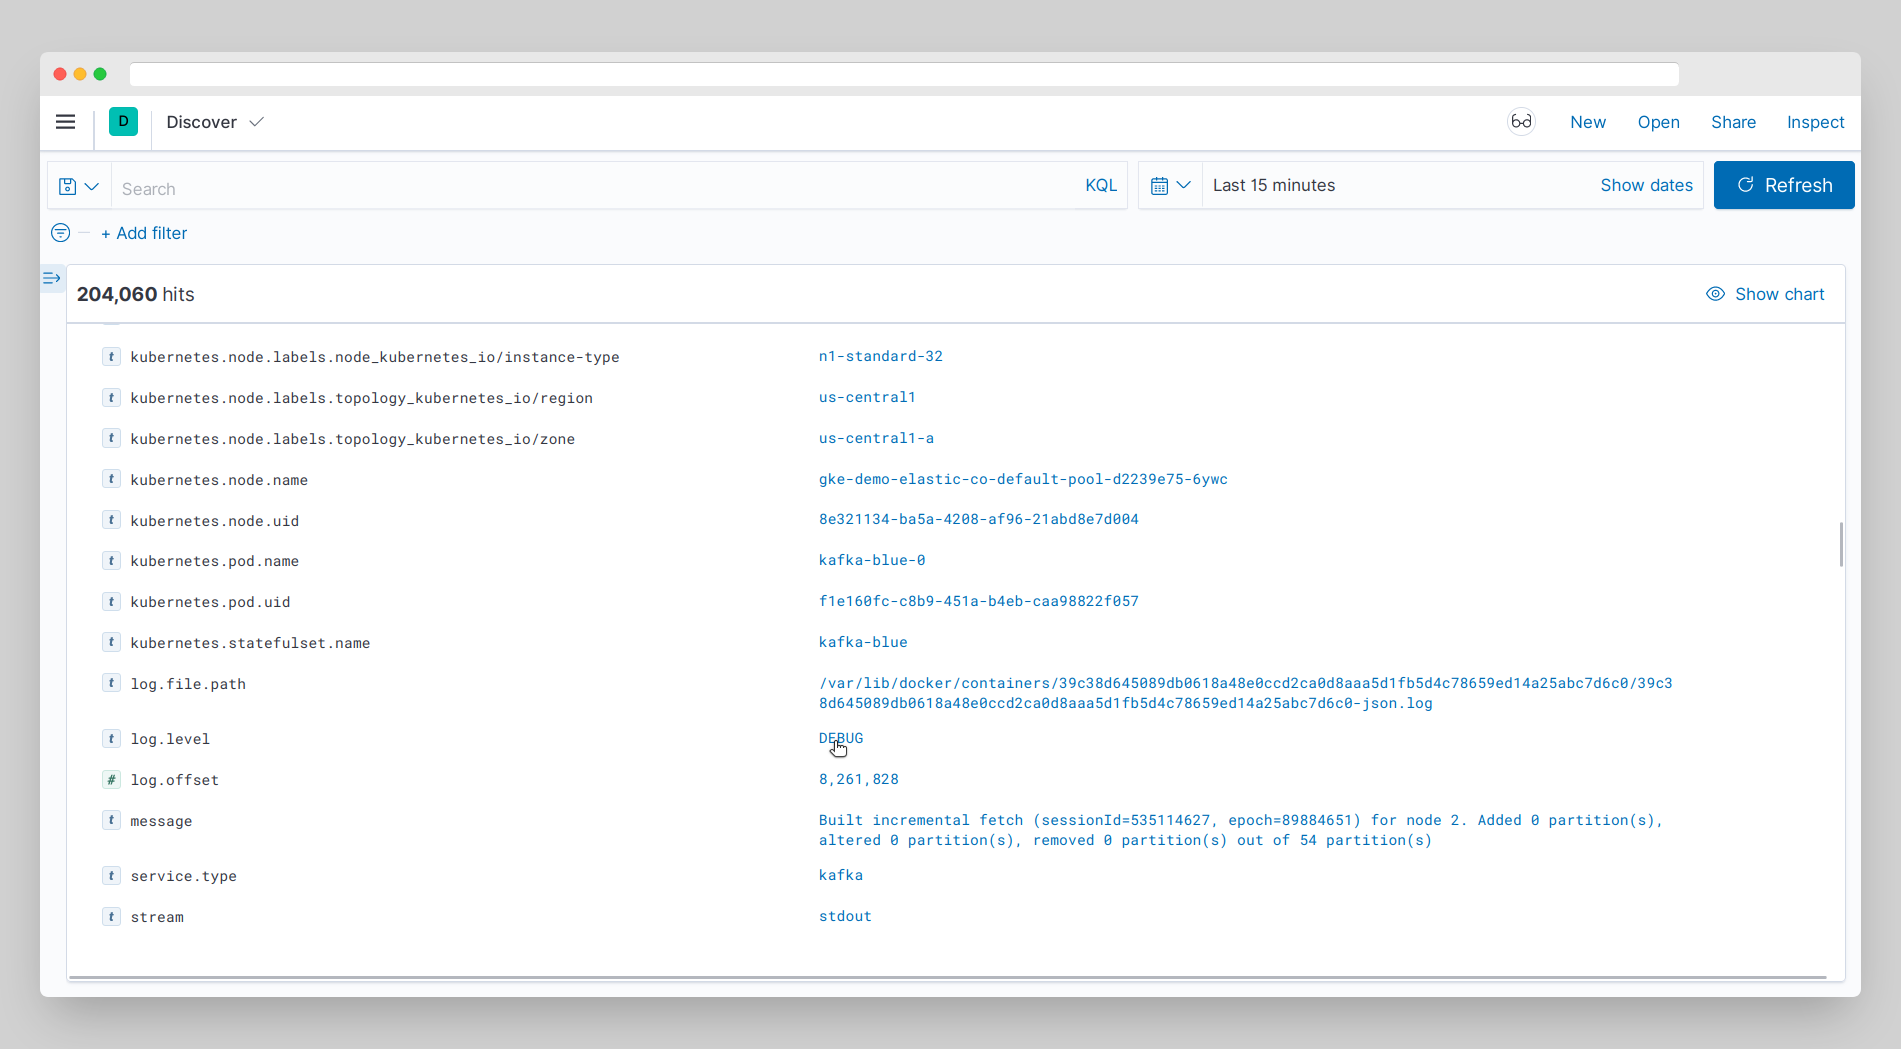 D Discover New Open Share Inspect
Search KQL Last 15 minutes Show dates Refresh
+ Add filter
204,060 hits Show chart
t kubernetes.node.labels.node_kubernetes_io/instance-type n1-standard-32
t kubernetes.node.labels.topology_kubernetes_io/region us-central1
t kubernetes.node.labels.topology_kubernetes_io/zone us-central1-a
t kubernetes.node.name gke-demo-elastic-co-default-pool-d2239e75-6ywc
t kubernetes.node.uid 8e321134-ba5a-4208-af96-21abd8e7d004
t kubernetes.pod.name kafka-blue-0
t kubernetes.pod.uid f1e160fc-c8b9-451a-b4eb-caa98822f057
t kubernetes.statefulset.name kafka-blue
t log.file.path /var/lib/docker/containers/39c38d645089db0618a48e0ccd2ca0d8aaa5d1fb5d4c78659ed14a25abc7d6c0/39c3
8d645089db0618a48e0ccd2ca0d8aaa5d1fb5d4c78659ed14a25abc7d6c0-json.log
t log.level DEBUG
# log.offset 8,261,828
t message Built incremental fetch (sessionId=535114627, epoch=89884651) for node 2. Added 0 partition(s),
altered 0 partition(s), removed 0 partition(s) out of 54 partition(s)
t service.type kafka
t stream stdout